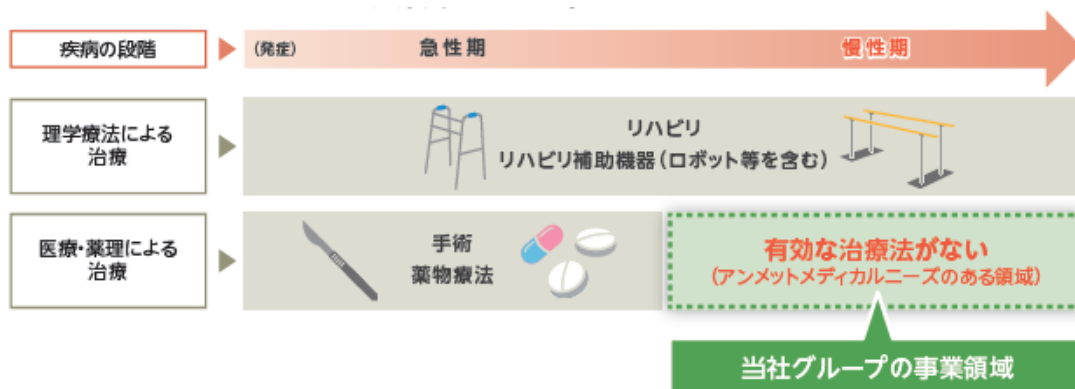 疾病の段階
(発症)
急性期
慢性期
理学療法による
治療
リハビリ
リハビリ補助機器(ロボット等を含む)
医療・薬理による
治療
手術
薬物療法
有効な治療法がない
(アンメットメディカルニーズのある領域)
当社グループの事業領域